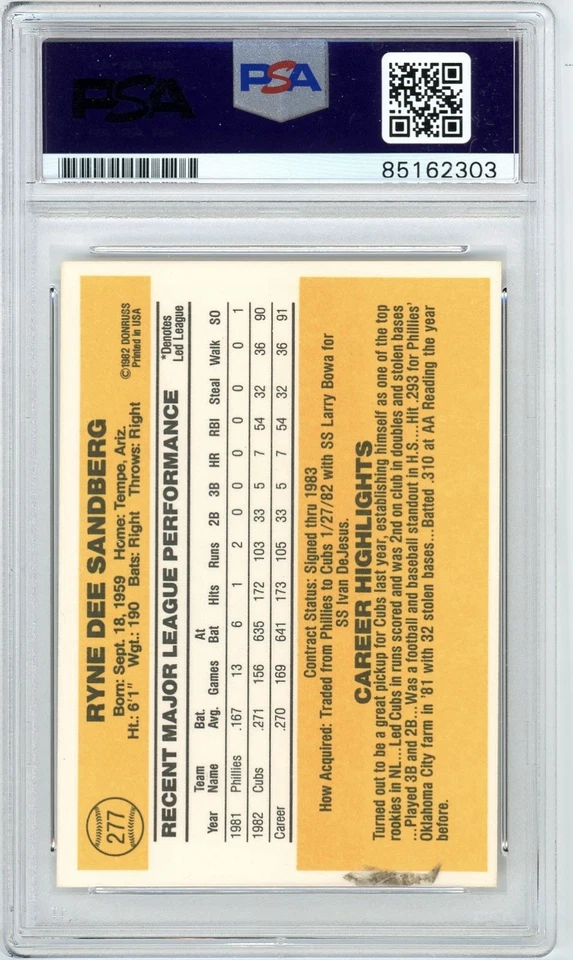 PSA
PSA
85162303
277
RYNE DEE SANDBERG
Born: Sept. 18, 1959 Home: Tempe, Ariz.
Ht.: 6'1" Wgt.: 190 Bats: Right Throws: Right
©1982 DONRUSS
Printed in USA
RECENT MAJOR LEAGUE PERFORMANCE
*Denotes
Led League
Year Team Name Bat. Avg. Games At Bat Hits Runs 2B 3B HR RBI Steal Walk SO
1981 Phillies .167 13 6 1 2 0 0 0 0 0 0 1
1982 Cubs .271 156 635 172 103 33 5 7 54 32 36 90
Career .270 169 641 173 105 33 5 7 54 32 36 91
Contract Status: Signed thru 1983
How Acquired: Traded from Phillies to Cubs 1/27/82 with SS Larry Bowa for
SS Ivan DeJesus.
CAREER HIGHLIGHTS
Turned out to be a great pickup for Cubs last year, establishing himself as one of the top
rookies in NL...Led Cubs in runs scored and was 2nd on club in doubles and stolen bases
...Played 3B and 2B...Was a football and baseball standout in H.S....Hit .293 for Phillies'
Oklahoma City farm in '81 with 32 stolen bases...Batted .310 at AA Reading the year
before.